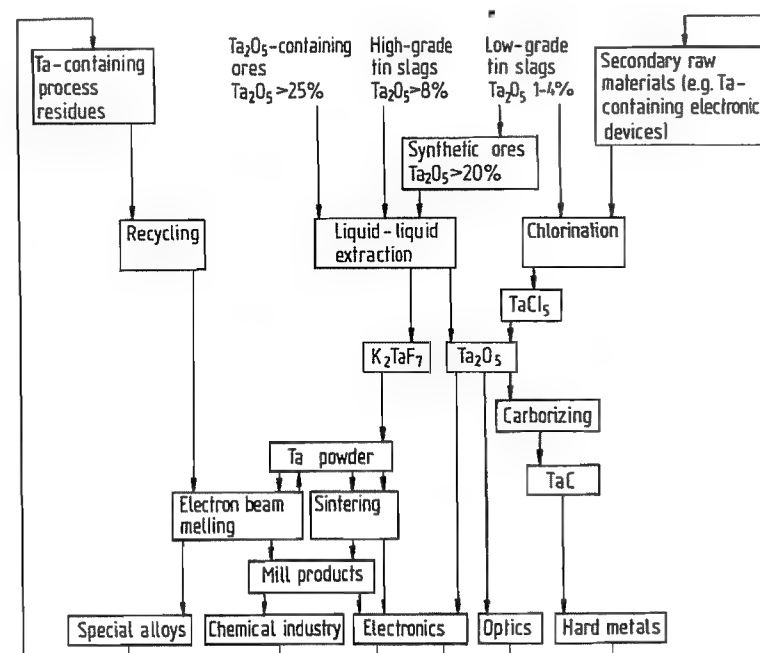 Ta-containing
process
residues
Ta₂O₅-containing
ores
Ta₂O₅ >25%
High-grade
tin slags
Ta₂O₅>8%
Low-grade
tin slags
Ta₂O₅ 1-4%
Secondary raw
materials (e.g. Ta-
containing electronic
devices)
Synthetic ores
Ta₂O₅>20%
Recycling
Liquid-liquid
extraction
Chlorination
TaCl₅
K₂TaF₇
Ta₂O₅
Carborizing
Ta powder
TaC
Electron beam
melling
Sintering
Mill products
Special alloys
Chemical industry
Electronics
Optics
Hard metals